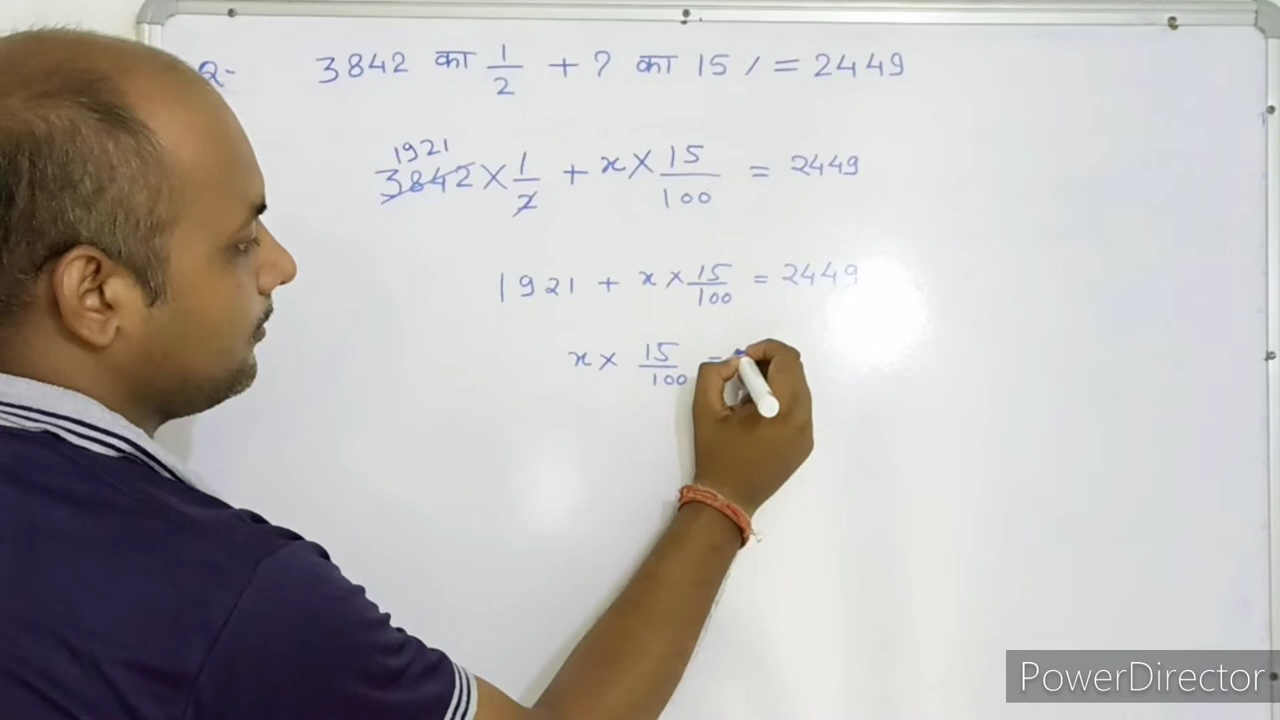 Q- 3842 का 1/2 + ? का 15 / = 2449
1921
3842 × 1/2 + x × 15/100 = 2449
1921 + x × 15/100 = 2449
x × 15/100 =
PowerDirector